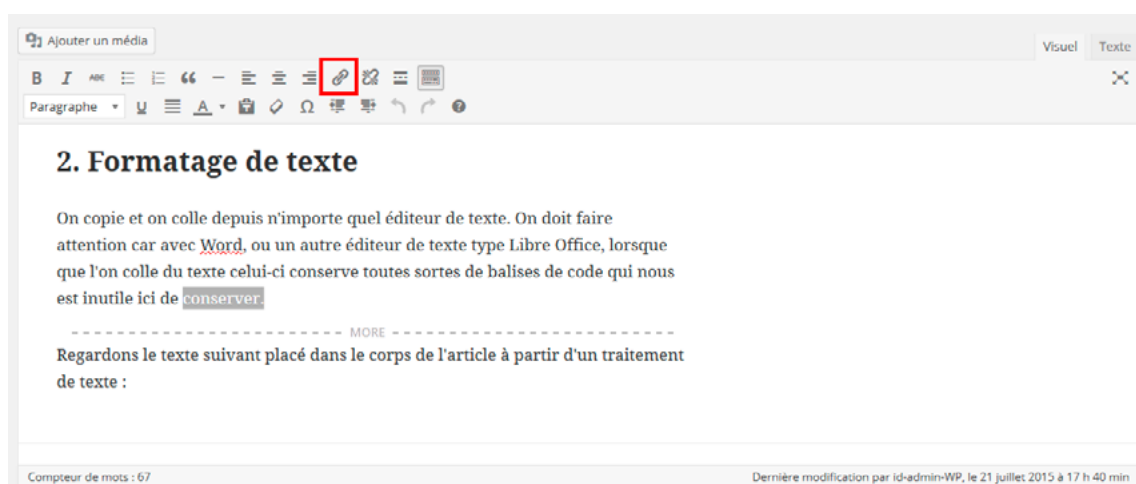 Ajouter un média
Visuel Texte
B I ABC
Paragraphe U A Ω
2. Formatage de texte
On copie et on colle depuis n'importe quel éditeur de texte. On doit faire
attention car avec Word, ou un autre éditeur de texte type Libre Office, lorsque
que l'on colle du texte celui-ci conserve toutes sortes de balises de code qui nous
est inutile ici de conserver.
MORE
Regardons le texte suivant placé dans le corps de l'article à partir d'un traitement
de texte :
Compteur de mots : 67
Dernière modification par id-admin-WP, le 21 juillet 2015 à 17 h 40 min